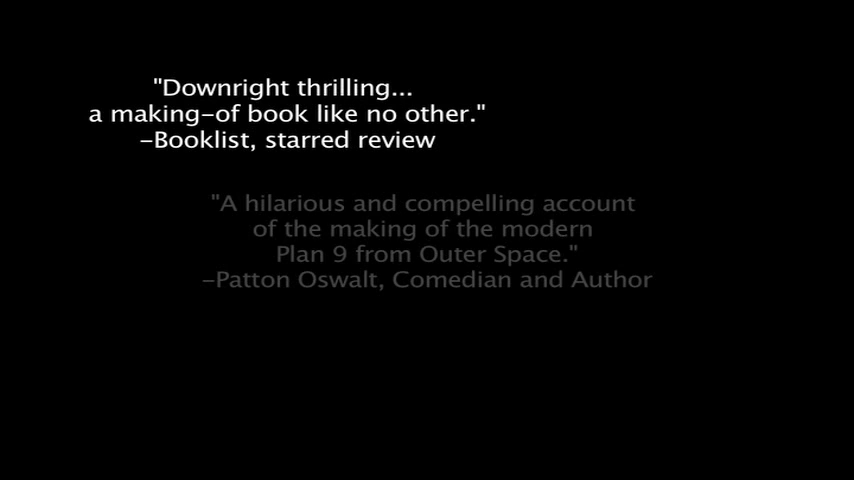 "Downright thrilling...
a making-of book like no other."
-Booklist, starred review
"A hilarious and compelling account
of the making of the modern
Plan 9 from Outer Space."
-Patton Oswalt, Comedian and Author